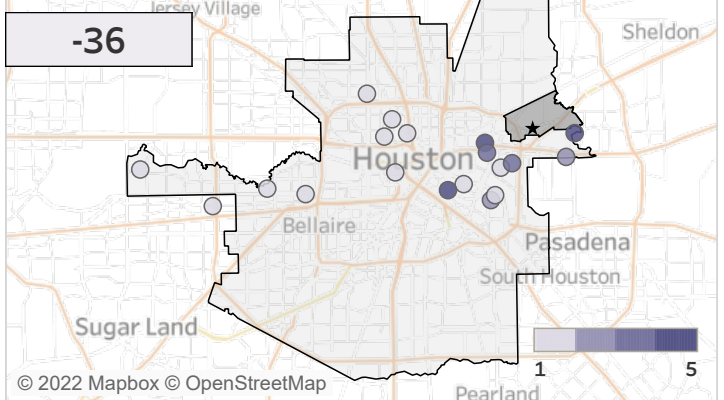 Jersey Village
-36
Sheldon
Houston
Bellaire
Pasadena
South Houston
Sugar Land
1
5
© 2022 Mapbox © OpenStreetMap
Pearland